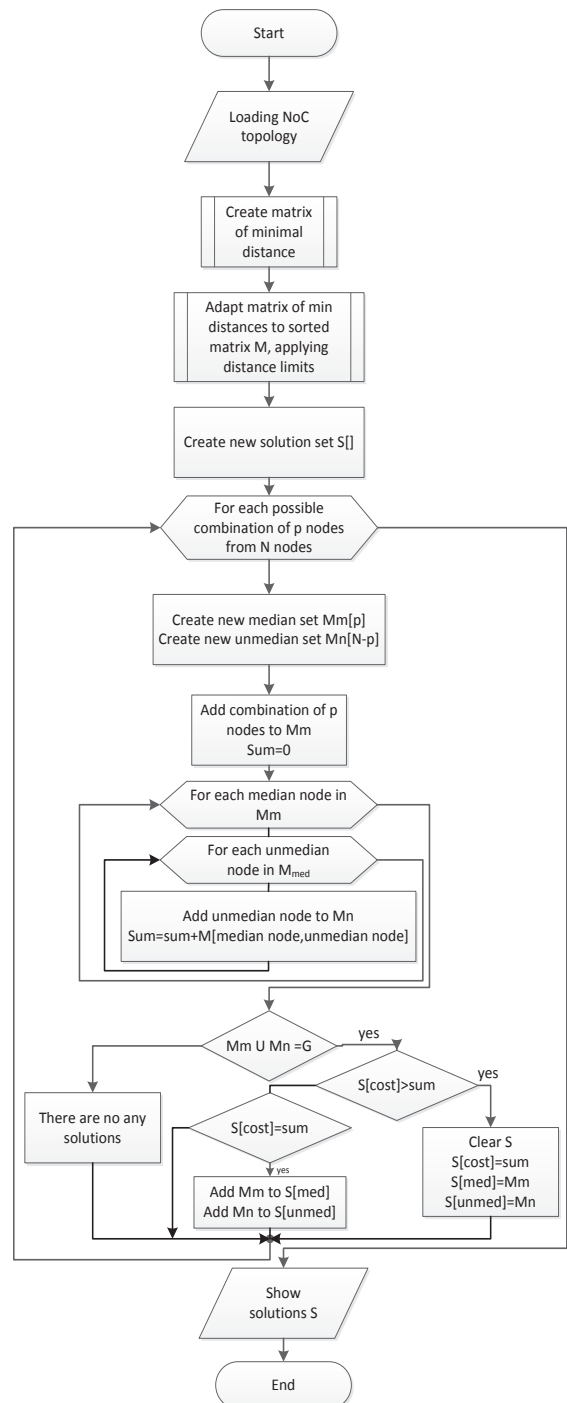 Start
Loading NoC
topology
Create matrix
of minimal
distance
Adapt matrix of min
distances to sorted
matrix M, applying
distance limits
Create new solution set S[]
For each possible
combination of p nodes
from N nodes
Create new median set Mm[p]
Create new unmedian set Mn[N-p]
Add combination of p
nodes to Mm
Sum=0
For each median node in
Mm
For each unmedian
node in Mmed
Add unmedian node to Mn
Sum=sum+M[median node,unmedian node]
Mm U Mn =G
yes
S[cost]>sum
yes
There are no any
solutions
S[cost]=sum
yes
Add Mm to S[med]
Add Mn to S[unmed]
Clear S
S[cost]=sum
S[med]=Mm
S[unmed]=Mn
Show
solutions S
End